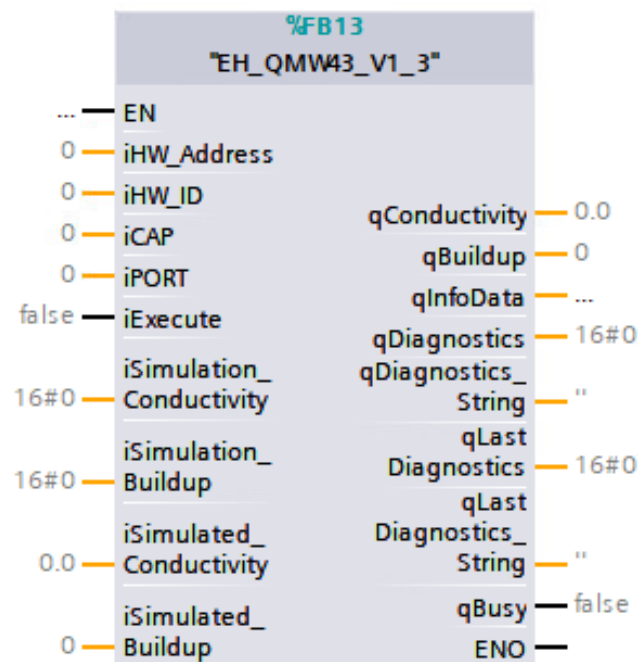 %FB13
"EH_QMW43_V1_3"
... EN
0 iHW_Address
0 iHW_ID
0 iCAP
0 iPORT
false iExecute
iSimulation_
16#0 Conductivity
iSimulation_
16#0 Buildup
iSimulated_
0.0 Conductivity
iSimulated_
0 Buildup
qConductivity 0.0
qBuildup 0
qInfoData ...
qDiagnostics 16#0
qDiagnostics_
String ''
qLast
Diagnostics 16#0
qLast
Diagnostics_
String ''
qBusy false
ENO